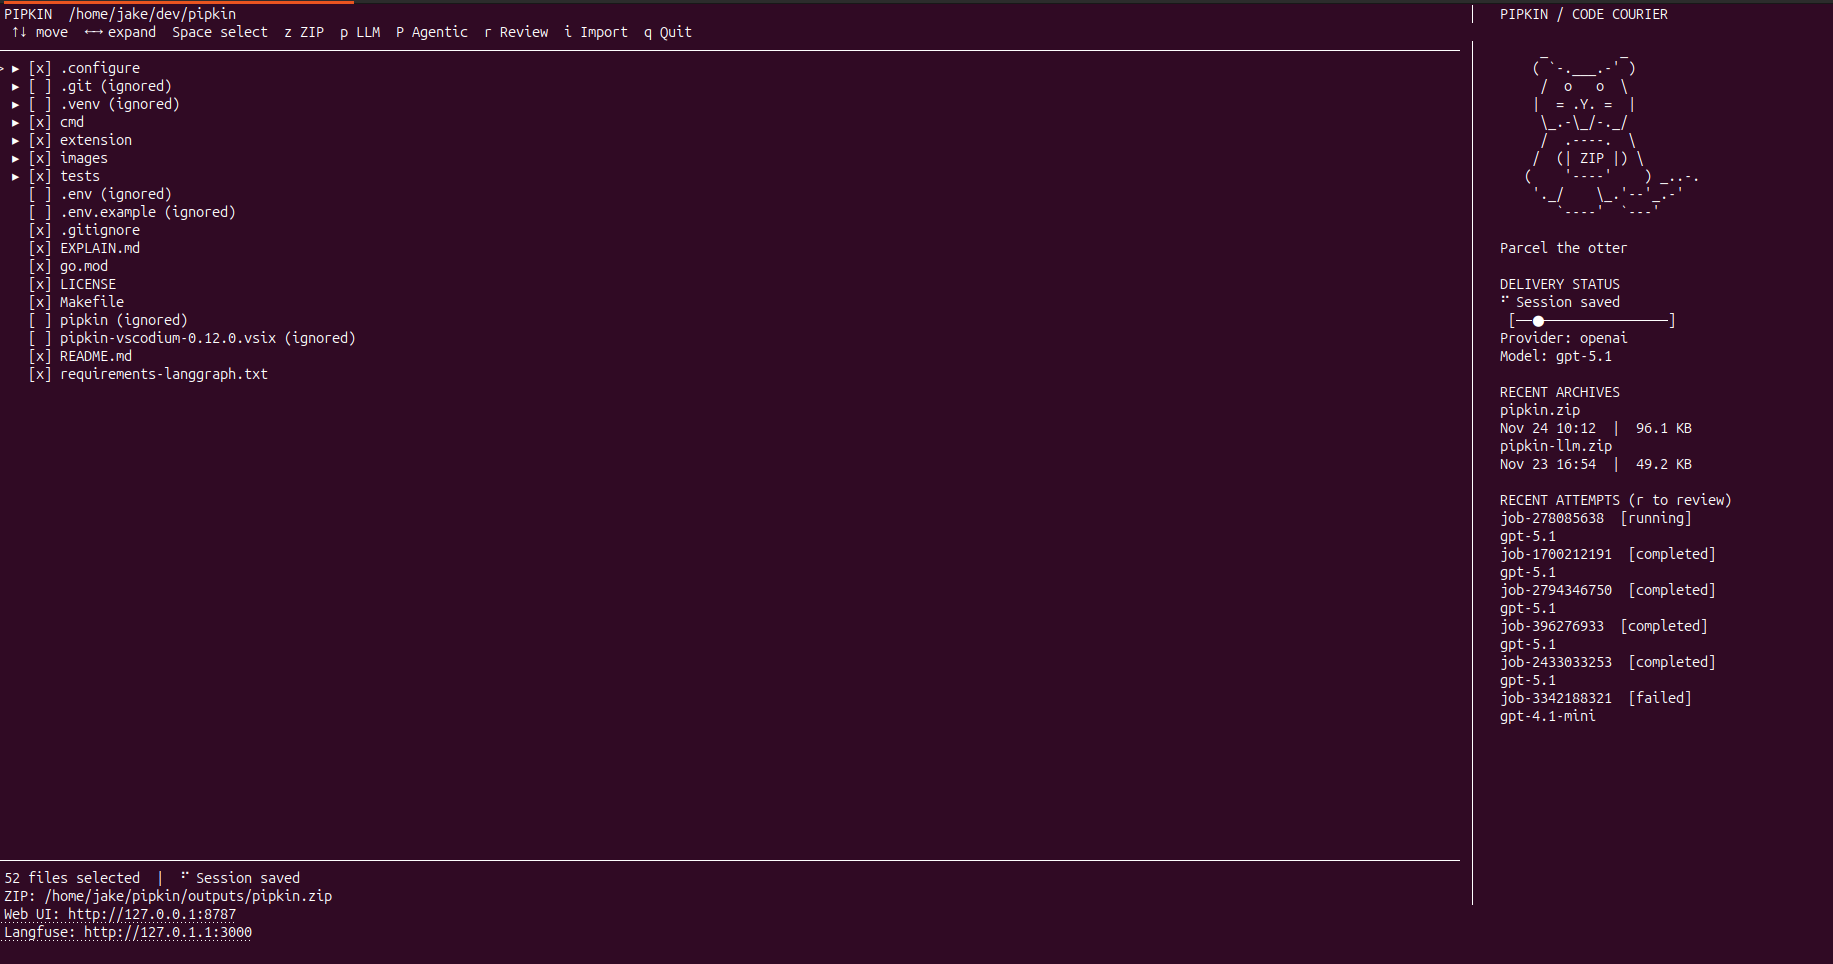 PIPKIN  /home/jake/dev/pipkin
↑↓ move  ←→ expand  Space select  z ZIP  p LLM  P Agentic  r Review  i Import  q Quit
> ▸ [x] .configure
▸ [ ] .git (ignored)
▸ [ ] .venv (ignored)
▸ [x] cmd
▸ [x] extension
▸ [x] images
▸ [x] tests
[ ] .env (ignored)
[ ] .env.example (ignored)
[x] .gitignore
[x] EXPLAIN.md
[x] go.mod
[x] LICENSE
[x] Makefile
[ ] pipkin (ignored)
[ ] pipkin-vscodium-0.12.0.vsix (ignored)
[x] README.md
[x] requirements-langgraph.txt
52 files selected  |  ⠋ Session saved
ZIP: /home/jake/pipkin/outputs/pipkin.zip
Web UI: http://127.0.0.1:8787
Langfuse: http://127.0.1.1:3000
PIPKIN / CODE COURIER
     _         _
    ( `-.___.-' )
     /  o   o  \
    |  = .Y. =  |
     \_.-\_/-._/
     /  .----.  \
    /  (| ZIP |) \
   (    '----'    ) _..-.
    '._/     \_.'--'_.-'
       `----'  `---'
Parcel the otter
DELIVERY STATUS
⠋ Session saved
[─●───────────────]
Provider: openai
Model: gpt-5.1
RECENT ARCHIVES
pipkin.zip
Nov 24 10:12  |  96.1 KB
pipkin-llm.zip
Nov 23 16:54  |  49.2 KB
RECENT ATTEMPTS (r to review)
job-278085638  [running]
gpt-5.1
job-1700212191  [completed]
gpt-5.1
job-2794346750  [completed]
gpt-5.1
job-396276933  [completed]
gpt-5.1
job-2433033253  [completed]
gpt-5.1
job-3342188321  [failed]
gpt-4.1-mini